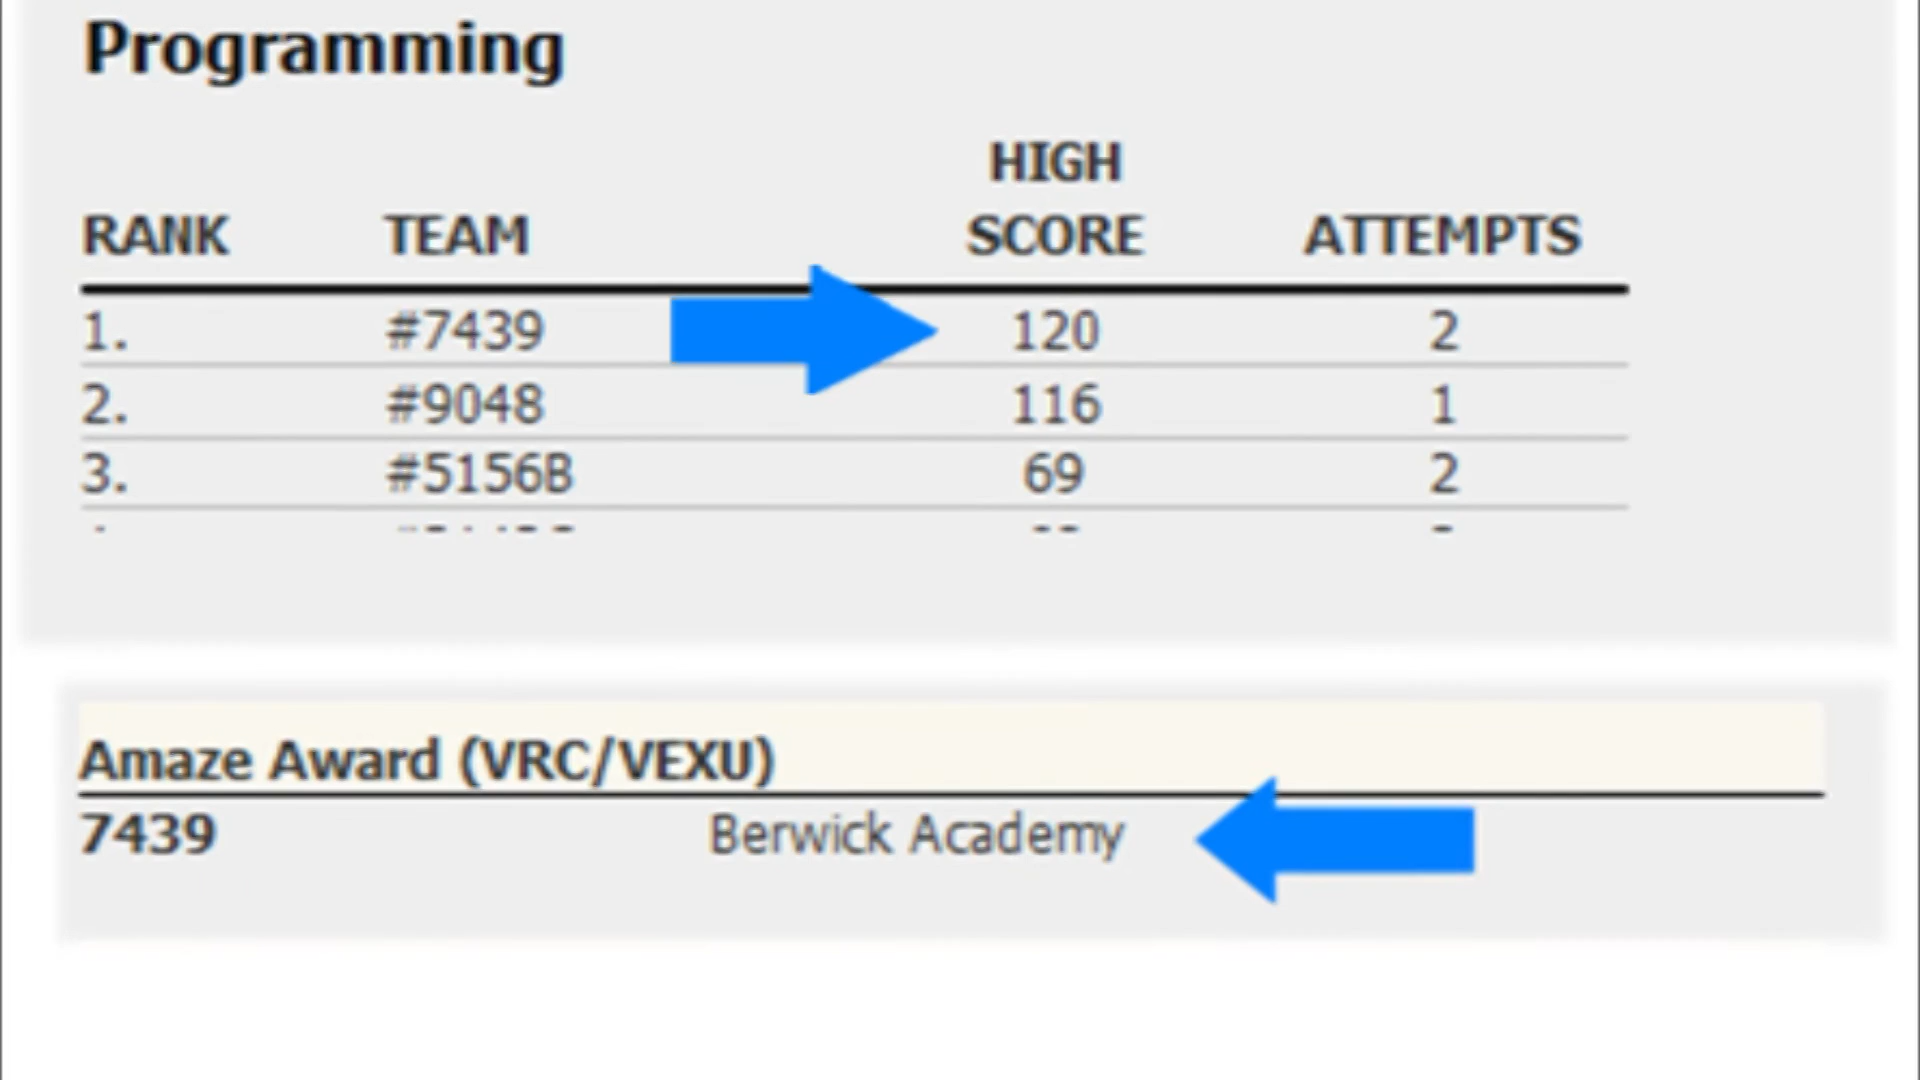 Programming
HIGH
RANK TEAM SCORE ATTEMPTS
1. #7439 120 2
2. #9048 116 1
3. #5156B 69 2
Amaze Award (VRC/VEXU)
7439 Berwick Academy